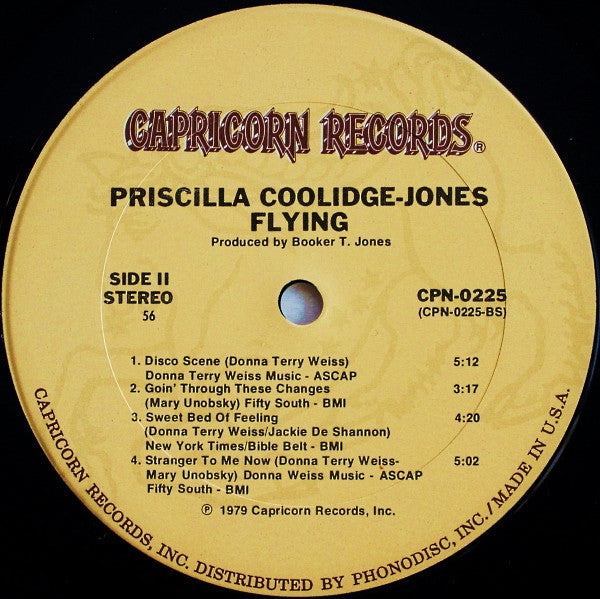 CAPRICORN RECORDS®
PRISCILLA COOLIDGE-JONES
FLYING
Produced by Booker T. Jones
SIDE II
STEREO
56
CPN-0225
(CPN-0225-BS)
1. Disco Scene (Donna Terry Weiss) 5:12
Donna Terry Weiss Music - ASCAP
2. Goin' Through These Changes 3:17
(Mary Unobsky) Fifty South - BMI
3. Sweet Bed Of Feeling 4:20
(Donna Terry Weiss/Jackie De Shannon)
New York Times/Bible Belt - BMI
4. Stranger To Me Now (Donna Terry Weiss- 5:02
Mary Unobsky) Donna Weiss Music - ASCAP
Fifty South - BMI
℗ 1979 Capricorn Records, Inc.
CAPRICORN RECORDS, INC. DISTRIBUTED BY PHONODISC, INC./MADE IN U.S.A.